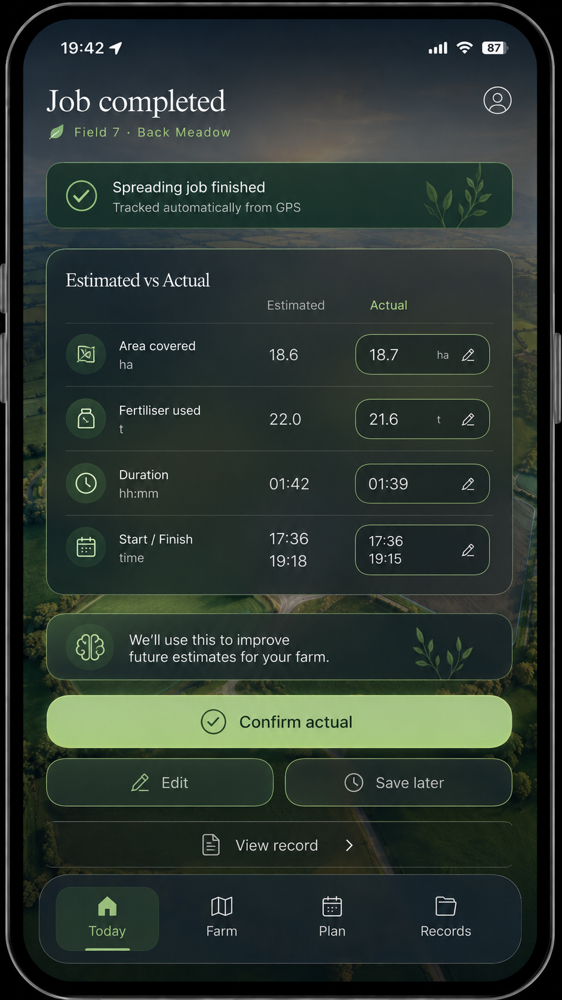 19:42
87
Job completed
Field 7 · Back Meadow
Spreading job finished
Tracked automatically from GPS
Estimated vs Actual
Estimated Actual
Area covered
ha
18.6
18.7 ha
Fertiliser used
t
22.0
21.6 t
Duration
hh:mm
01:42
01:39
Start / Finish
time
17:36
19:18
17:36
19:15
We’ll use this to improve
future estimates for your farm.
Confirm actual
Edit
Save later
View record
Today
Farm
Plan
Records